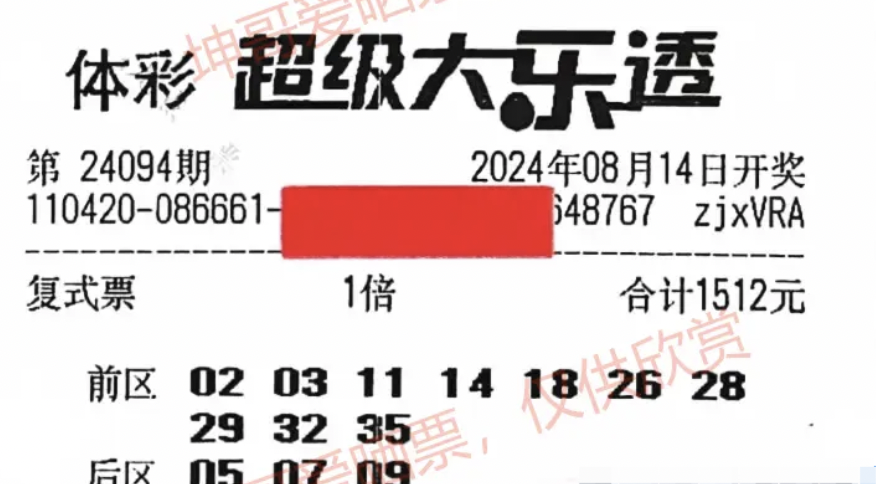 坤哥爱晒
体彩 超级大乐透
第 24094期 2024年08月14日开奖
110420-086661- 648767 zjxVRA
复式票 1倍 合计1512元
前区 02 03 11 14 18 26 28
29 32 35
后区 05 07 09
爱晒票，仅供欣赏